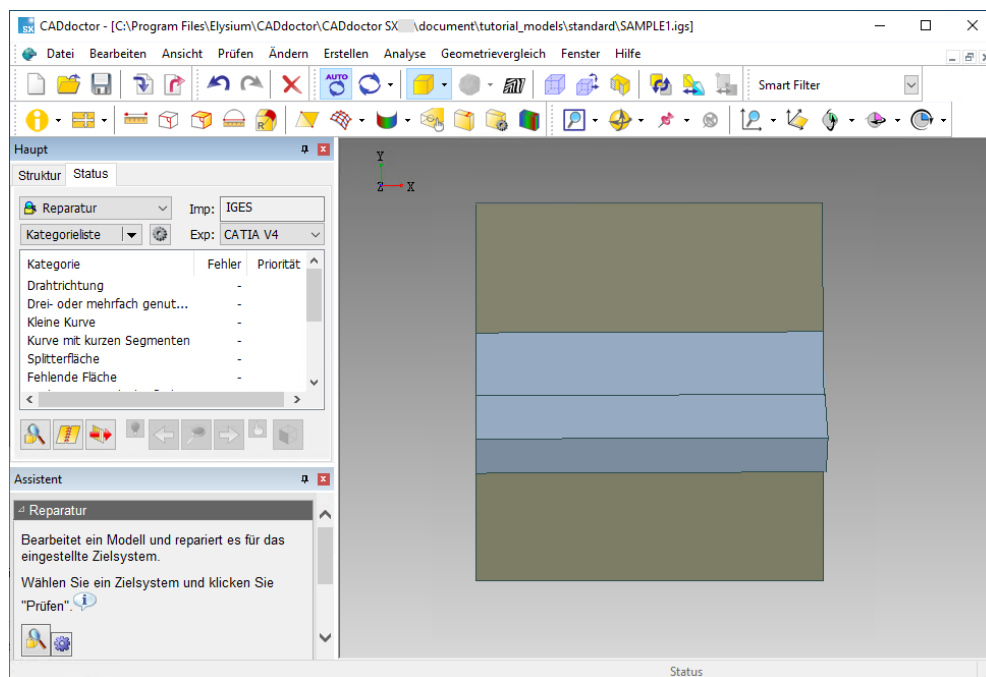 SX CADdoctor - [C:\Program Files\Elysium\CADdoctor\CADdoctor SX \document\tutorial_models\standard\SAMPLE1.igs]
Datei Bearbeiten Ansicht Prüfen Ändern Erstellen Analyse Geometrievergleich Fenster Hilfe
AUTO Smart Filter
R
Haupt
Struktur Status
Reparatur Imp: IGES
Kategorieliste Exp: CATIA V4
Kategorie Fehler Priorität
Drahtrichtung -
Drei- oder mehrfach genut... -
Kleine Kurve -
Kurve mit kurzen Segmenten -
Splitterfläche -
Fehlende Fläche -
Assistent
Reparatur
Bearbeitet ein Modell und repariert es für das
eingestellte Zielsystem.
Wählen Sie ein Zielsystem und klicken Sie
"Prüfen".
Y
Z X
Status